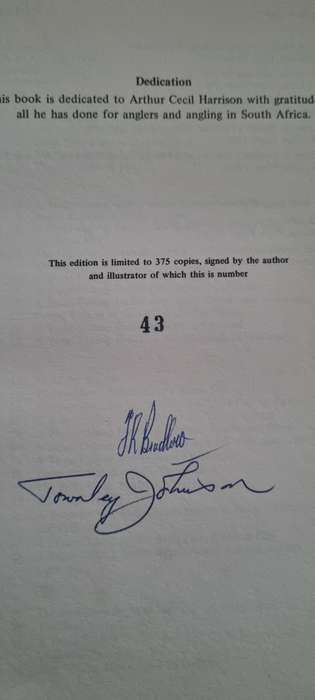 Dedication
is book is dedicated to Arthur Cecil Harrison with gratitud
all he has done for anglers and angling in South Africa.
This edition is limited to 375 copies, signed by the author
and illustrator of which this is number
43
Townley Johnson